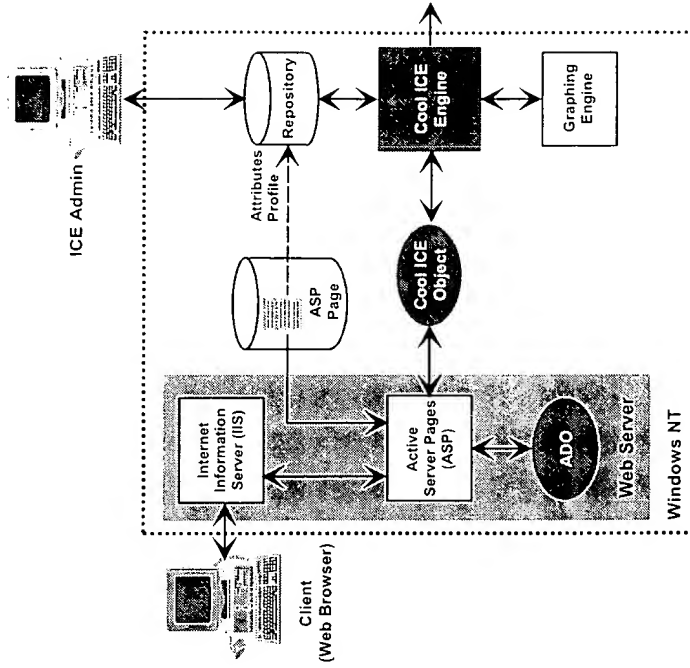 ICE Admin
Attributes
Profile
Repository
ASP
Page
Cool ICE
Engine
Cool ICE
Object
Graphing
Engine
Internet
Information
Server (IIS)
Active
Server Pages
(ASP)
ADO
Web Server
Windows NT
Client
(Web Browser)